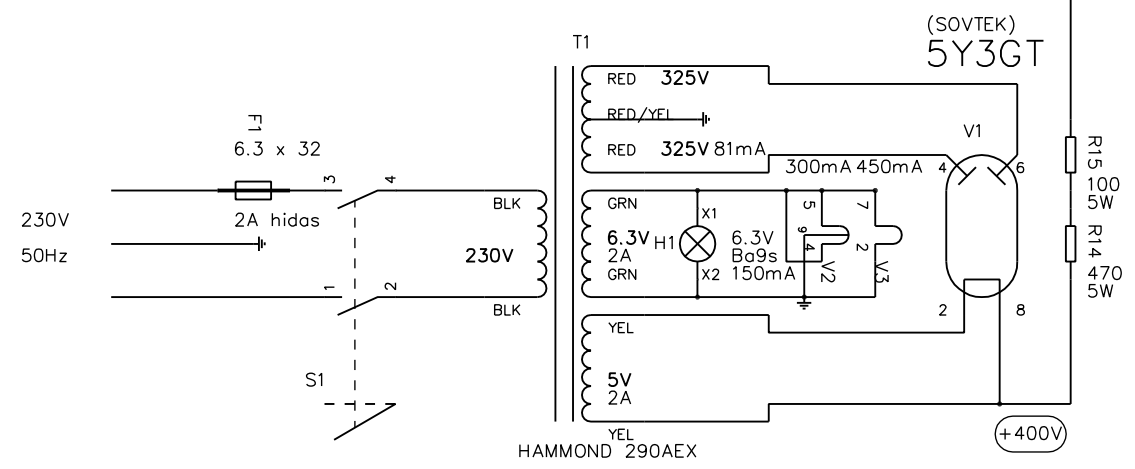 (SOVTEK)
5Y3GT
T1
RED 325V
RED/YEL
RED 325V 81mA
300mA 450mA
V1
4
6
F1
6.3 x 32
2A hidas
3
4
230V
50Hz
1
2
S1
BLK
230V
BLK
GRN
6.3V
2A
GRN
H1
X1
X2
6.3V
Ba9s
150mA
5
9
4
V2
7
2
V3
2
8
R15
100
5W
R14
470
5W
YEL
5V
2A
YEL
HAMMOND 290AEX
+400V